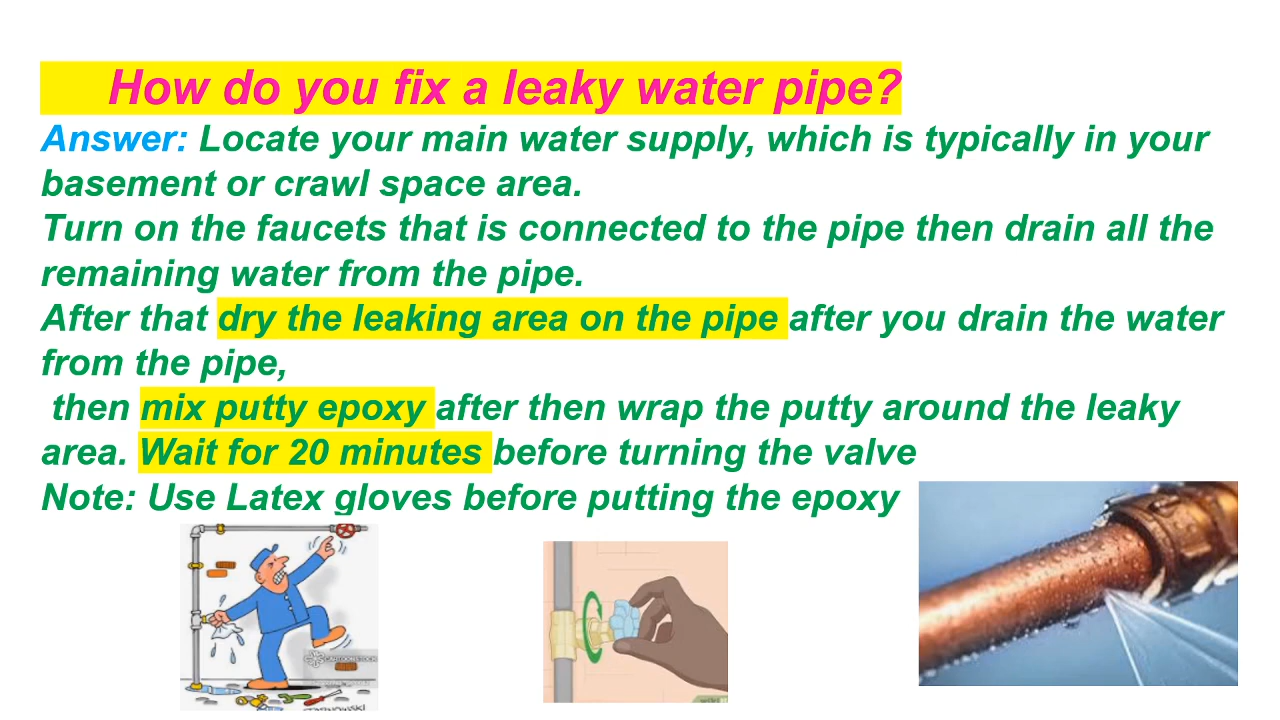 How do you fix a leaky water pipe?
Answer: Locate your main water supply, which is typically in your
basement or crawl space area.
Turn on the faucets that is connected to the pipe then drain all the
remaining water from the pipe.
After that dry the leaking area on the pipe after you drain the water
from the pipe,
then mix putty epoxy after then wrap the putty around the leaky
area. Wait for 20 minutes before turning the valve
Note: Use Latex gloves before putting the epoxy